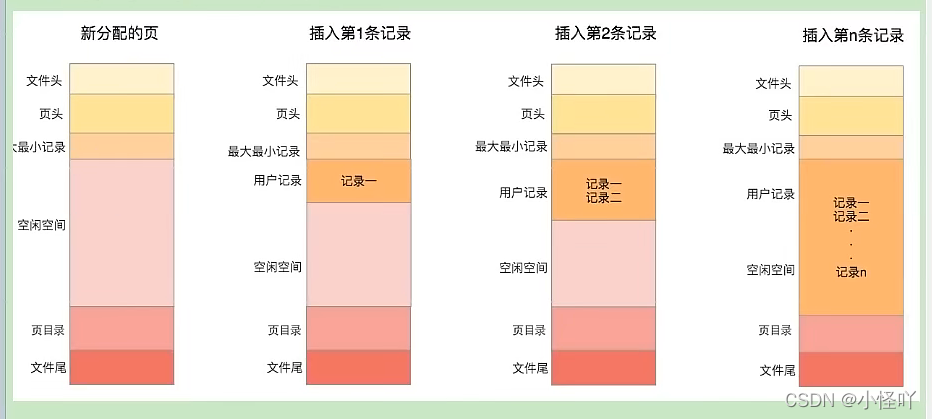 新分配的页
文件头
页头
大最小记录
空闲空间
页目录
文件尾
插入第1条记录
文件头
页头
最大最小记录
用户记录
记录一
空闲空间
页目录
文件尾
插入第2条记录
文件头
页头
最大最小记录
用户记录
记录一
记录二
空闲空间
页目录
文件尾
插入第n条记录
文件头
页头
最大最小记录
用户记录
记录一
记录二
·
·
·
记录n
空闲空间
页目录
文件尾
CSDN @小怪吖